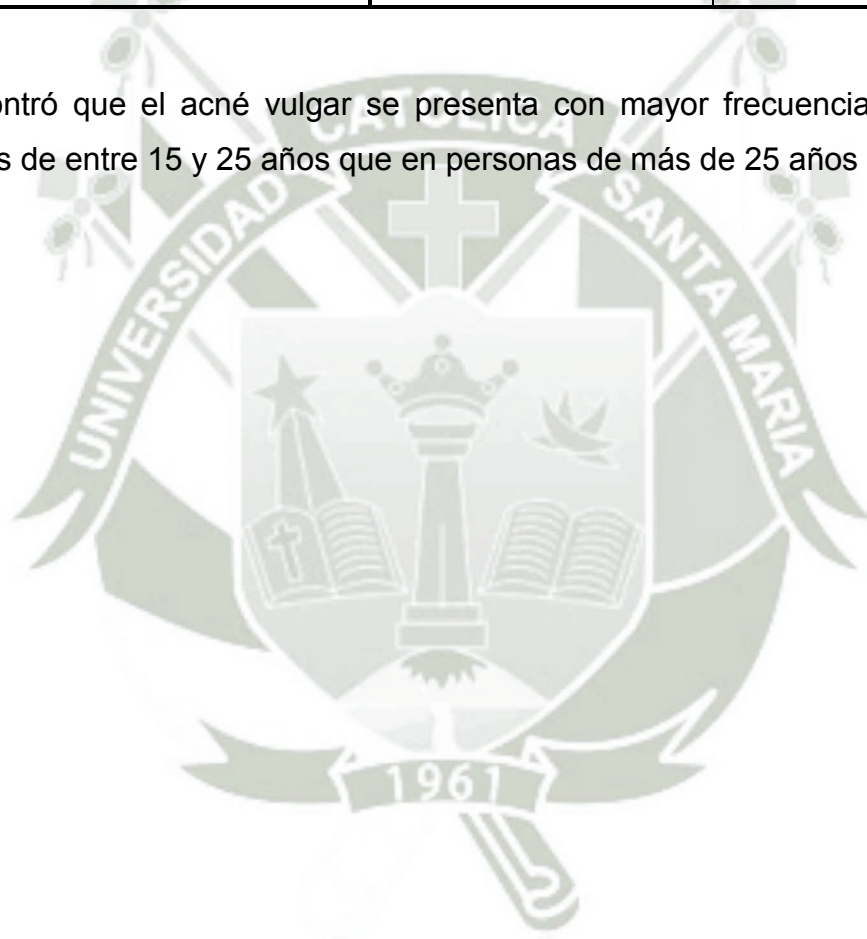 ontró que el acné vulgar se presenta con mayor frecuencia
s de entre 15 y 25 años que en personas de más de 25 años
UNIVERSIDAD CATOLICA SANTA MARIA
1961